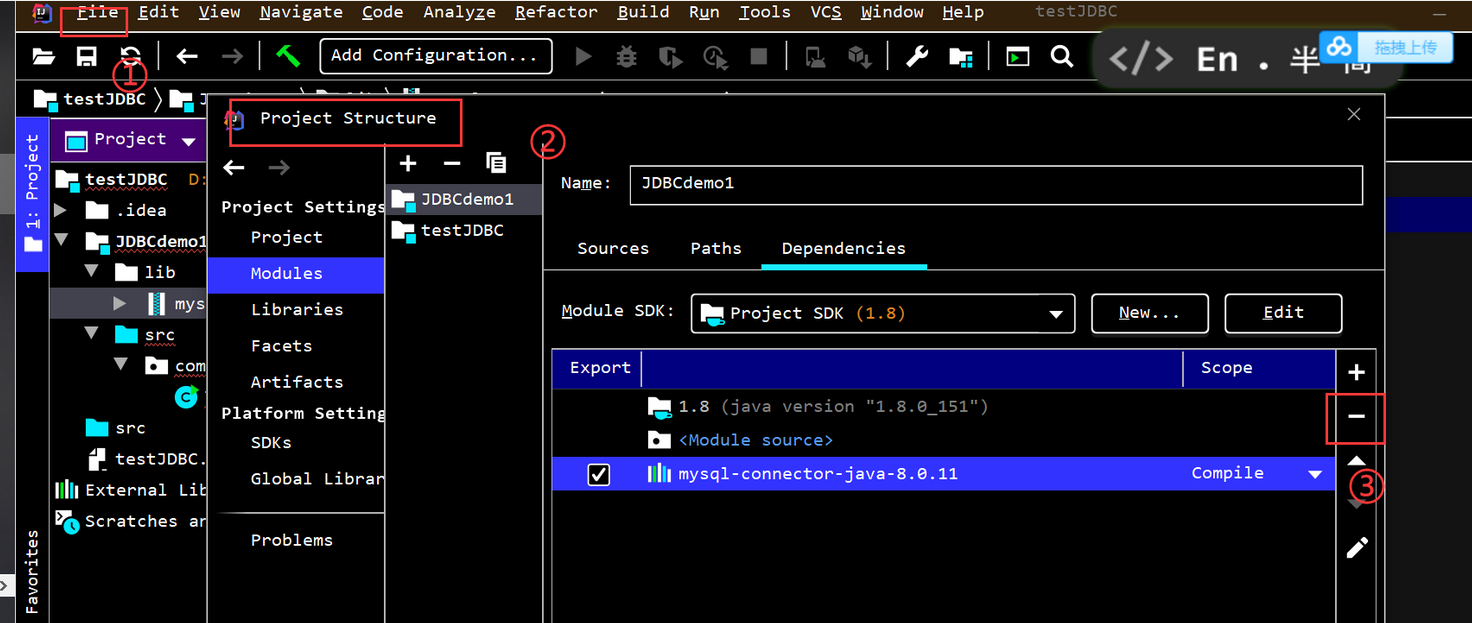 File Edit View Navigate Code Analyze Refactor Build Run Tools VCS Window Help testJDBC
Add Configuration...
</> En . 半 简
拖拽上传
①
testJDBC
1: Project
Project
testJDBC D:
.idea
JDBCdemo1
lib
mys
src
com
src
testJDBC.
External Lib
Scratches an
Favorites
Project Structure
②
Project Settings
Project
Modules
Libraries
Facets
Artifacts
Platform Setting
SDKs
Global Librar
Problems
JDBCdemo1
testJDBC
Name: JDBCdemo1
Sources Paths Dependencies
Module SDK: Project SDK (1.8) New... Edit
Export Scope
1.8 (java version "1.8.0_151")
<Module source>
mysql-connector-java-8.0.11 Compile
③